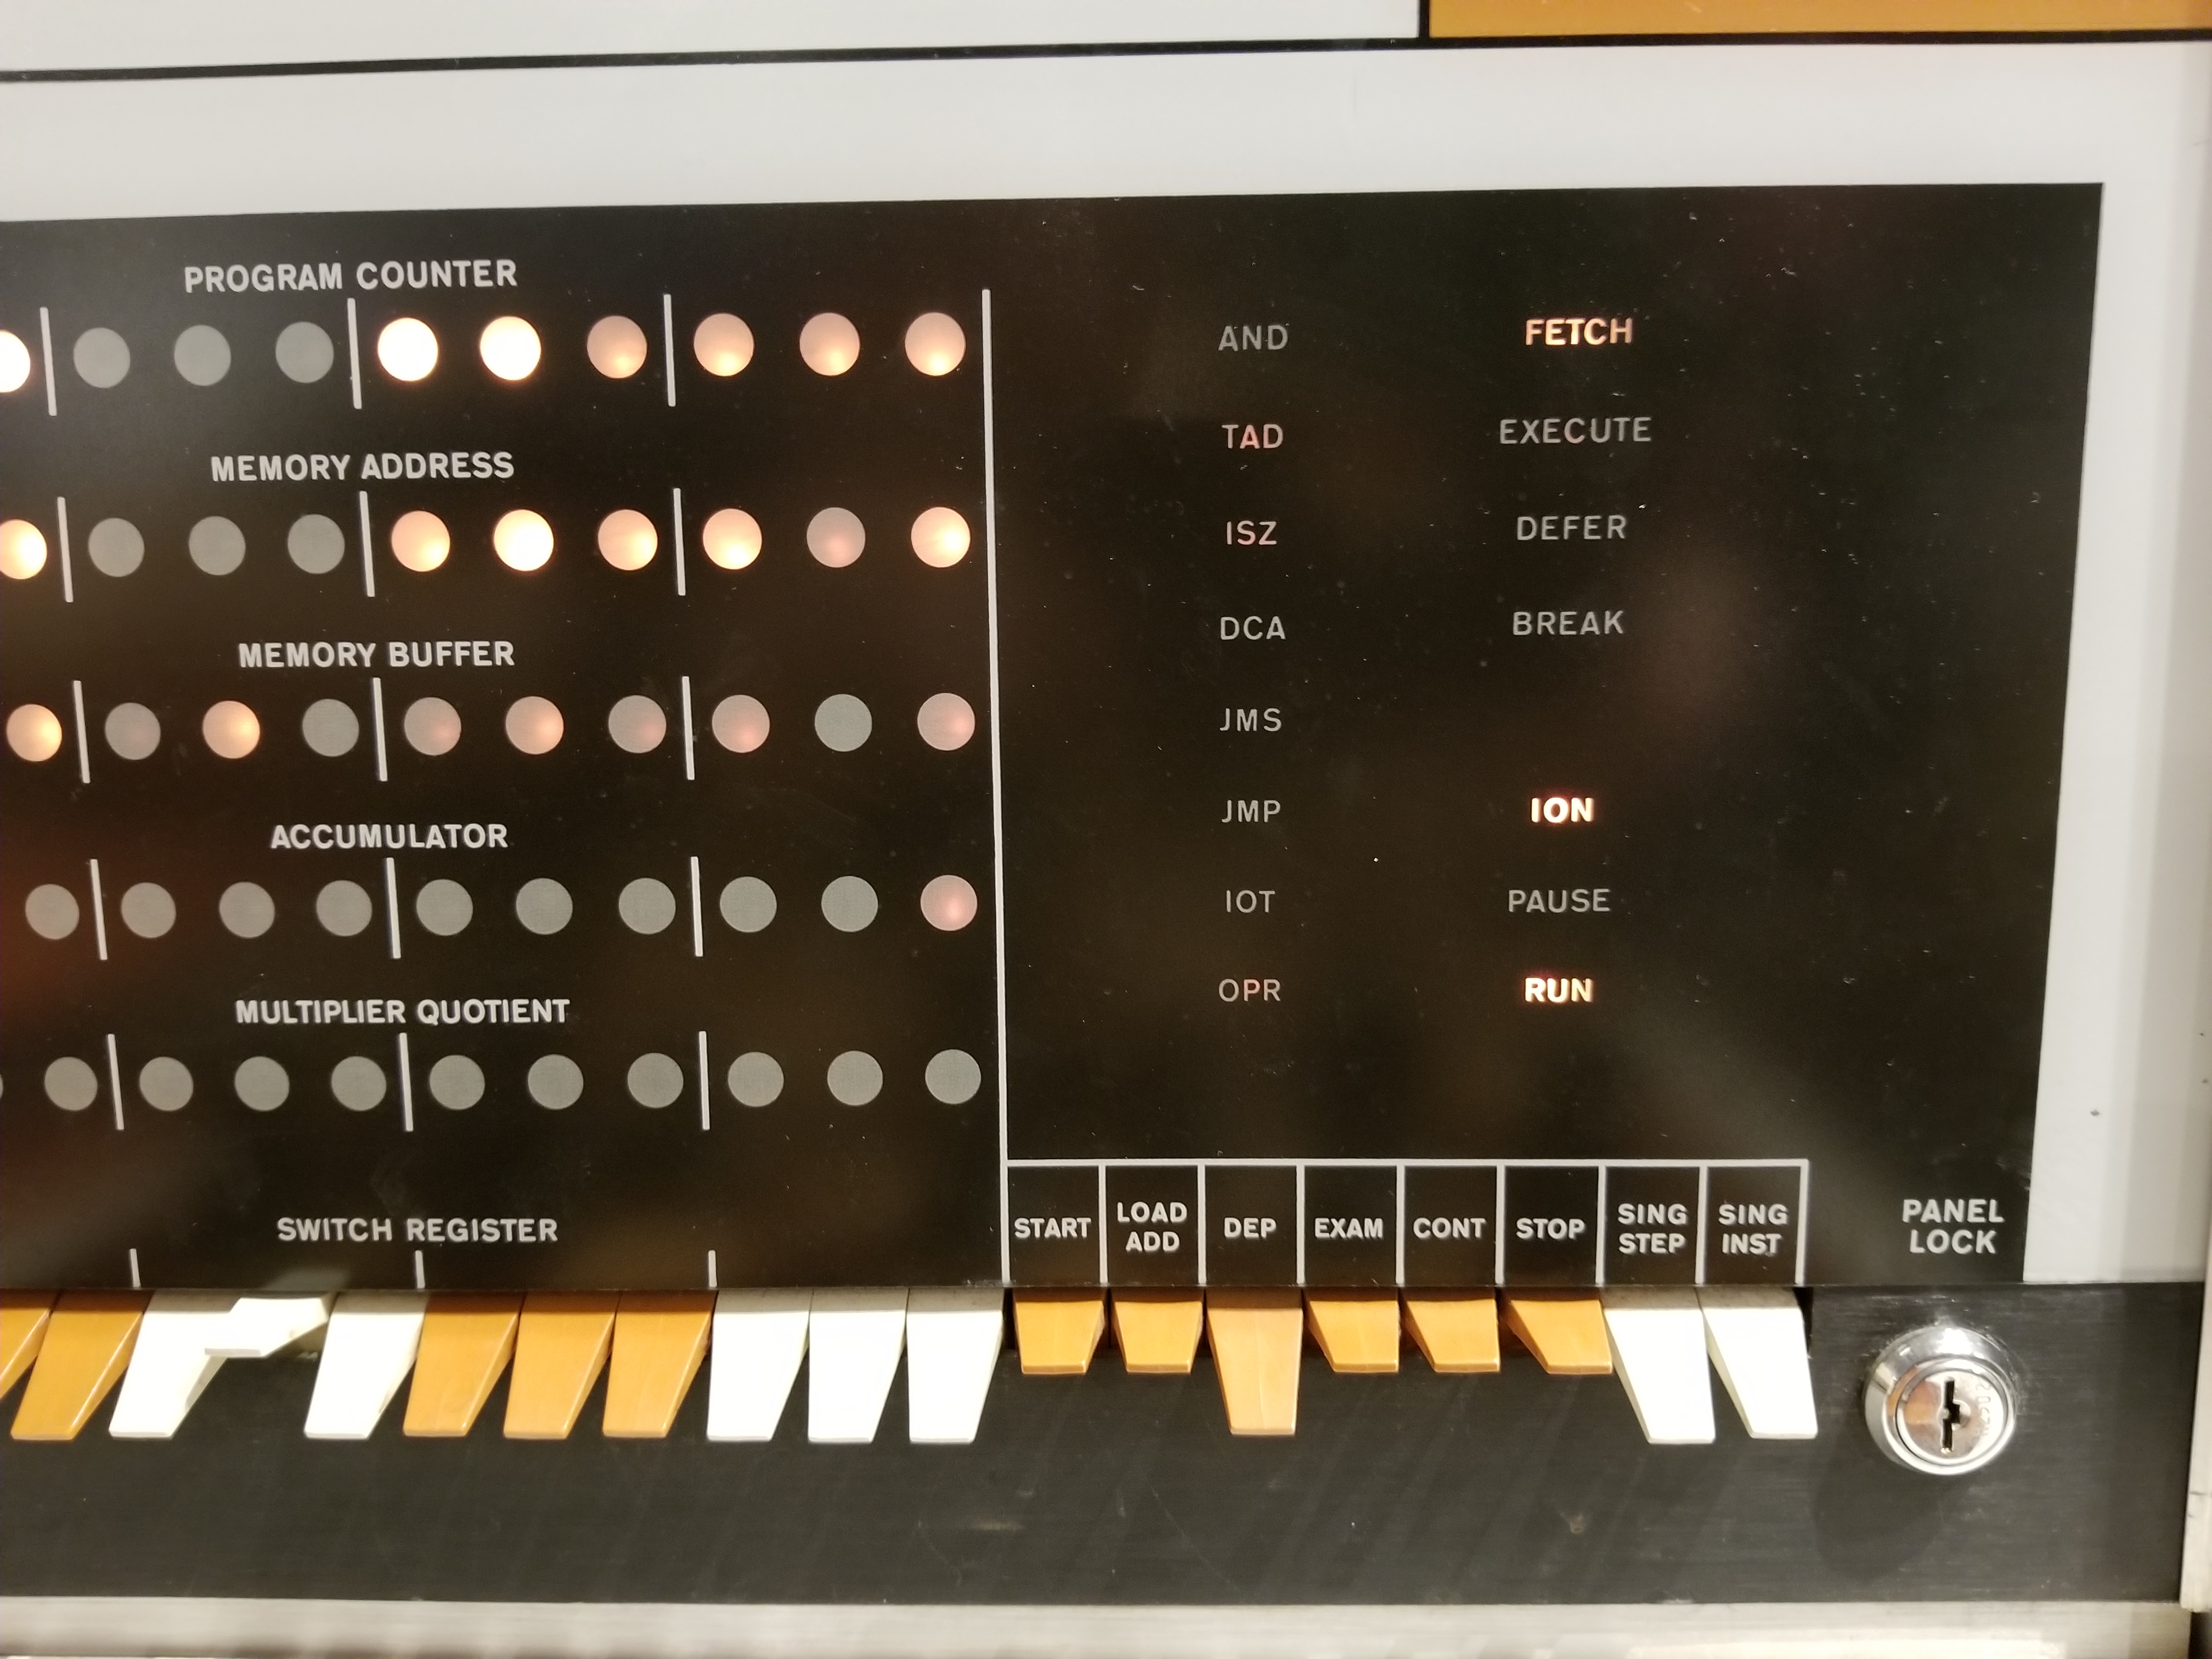 PROGRAM COUNTER
MEMORY ADDRESS
MEMORY BUFFER
ACCUMULATOR
MULTIPLIER QUOTIENT
SWITCH REGISTER
AND
TAD
ISZ
DCA
JMS
JMP
IOT
OPR
FETCH
EXECUTE
DEFER
BREAK
ION
PAUSE
RUN
START
LOAD
ADD
DEP
EXAM
CONT
STOP
SING
STEP
SING
INST
PANEL
LOCK